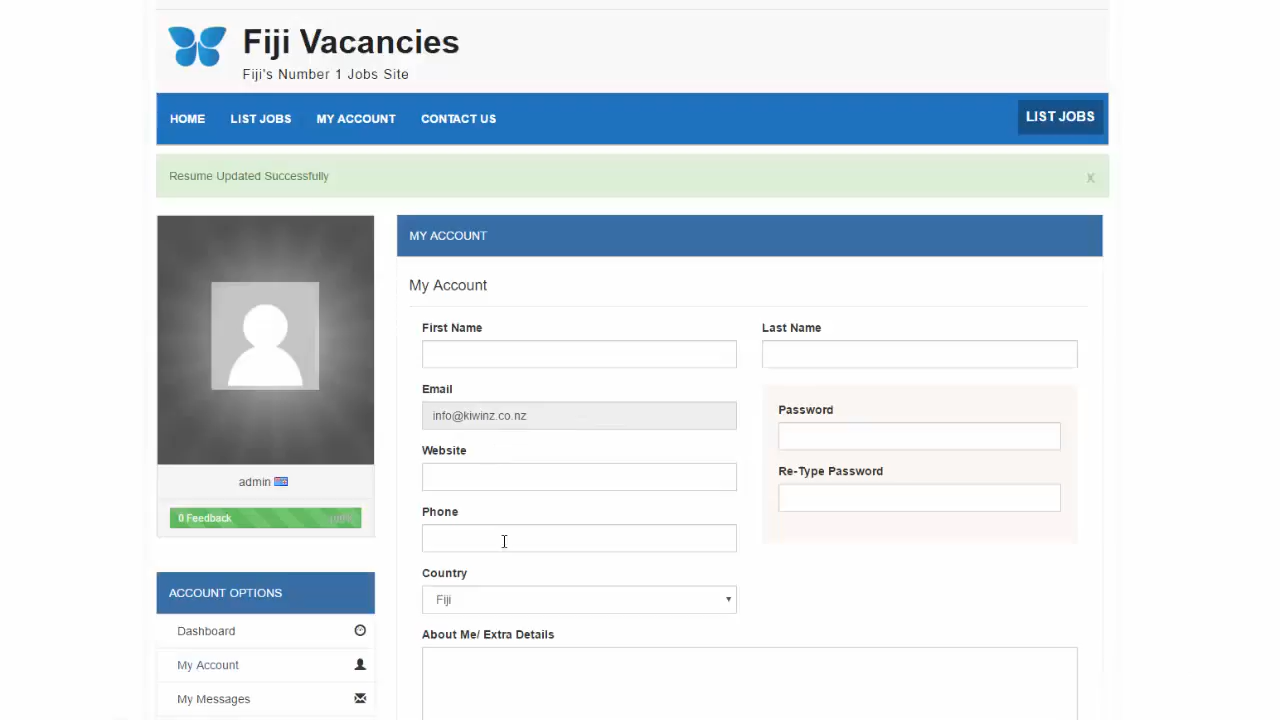 Fiji Vacancies
Fiji's Number 1 Jobs Site
HOME LIST JOBS MY ACCOUNT CONTACT US LIST JOBS
Resume Updated Successfully x
MY ACCOUNT
My Account
First Name Last Name
Email
info@kiwinz.co.nz
Password
Website
Re-Type Password
admin
Phone
0 Feedback
Country
Fiji
ACCOUNT OPTIONS
About Me/ Extra Details
Dashboard
My Account
My Messages